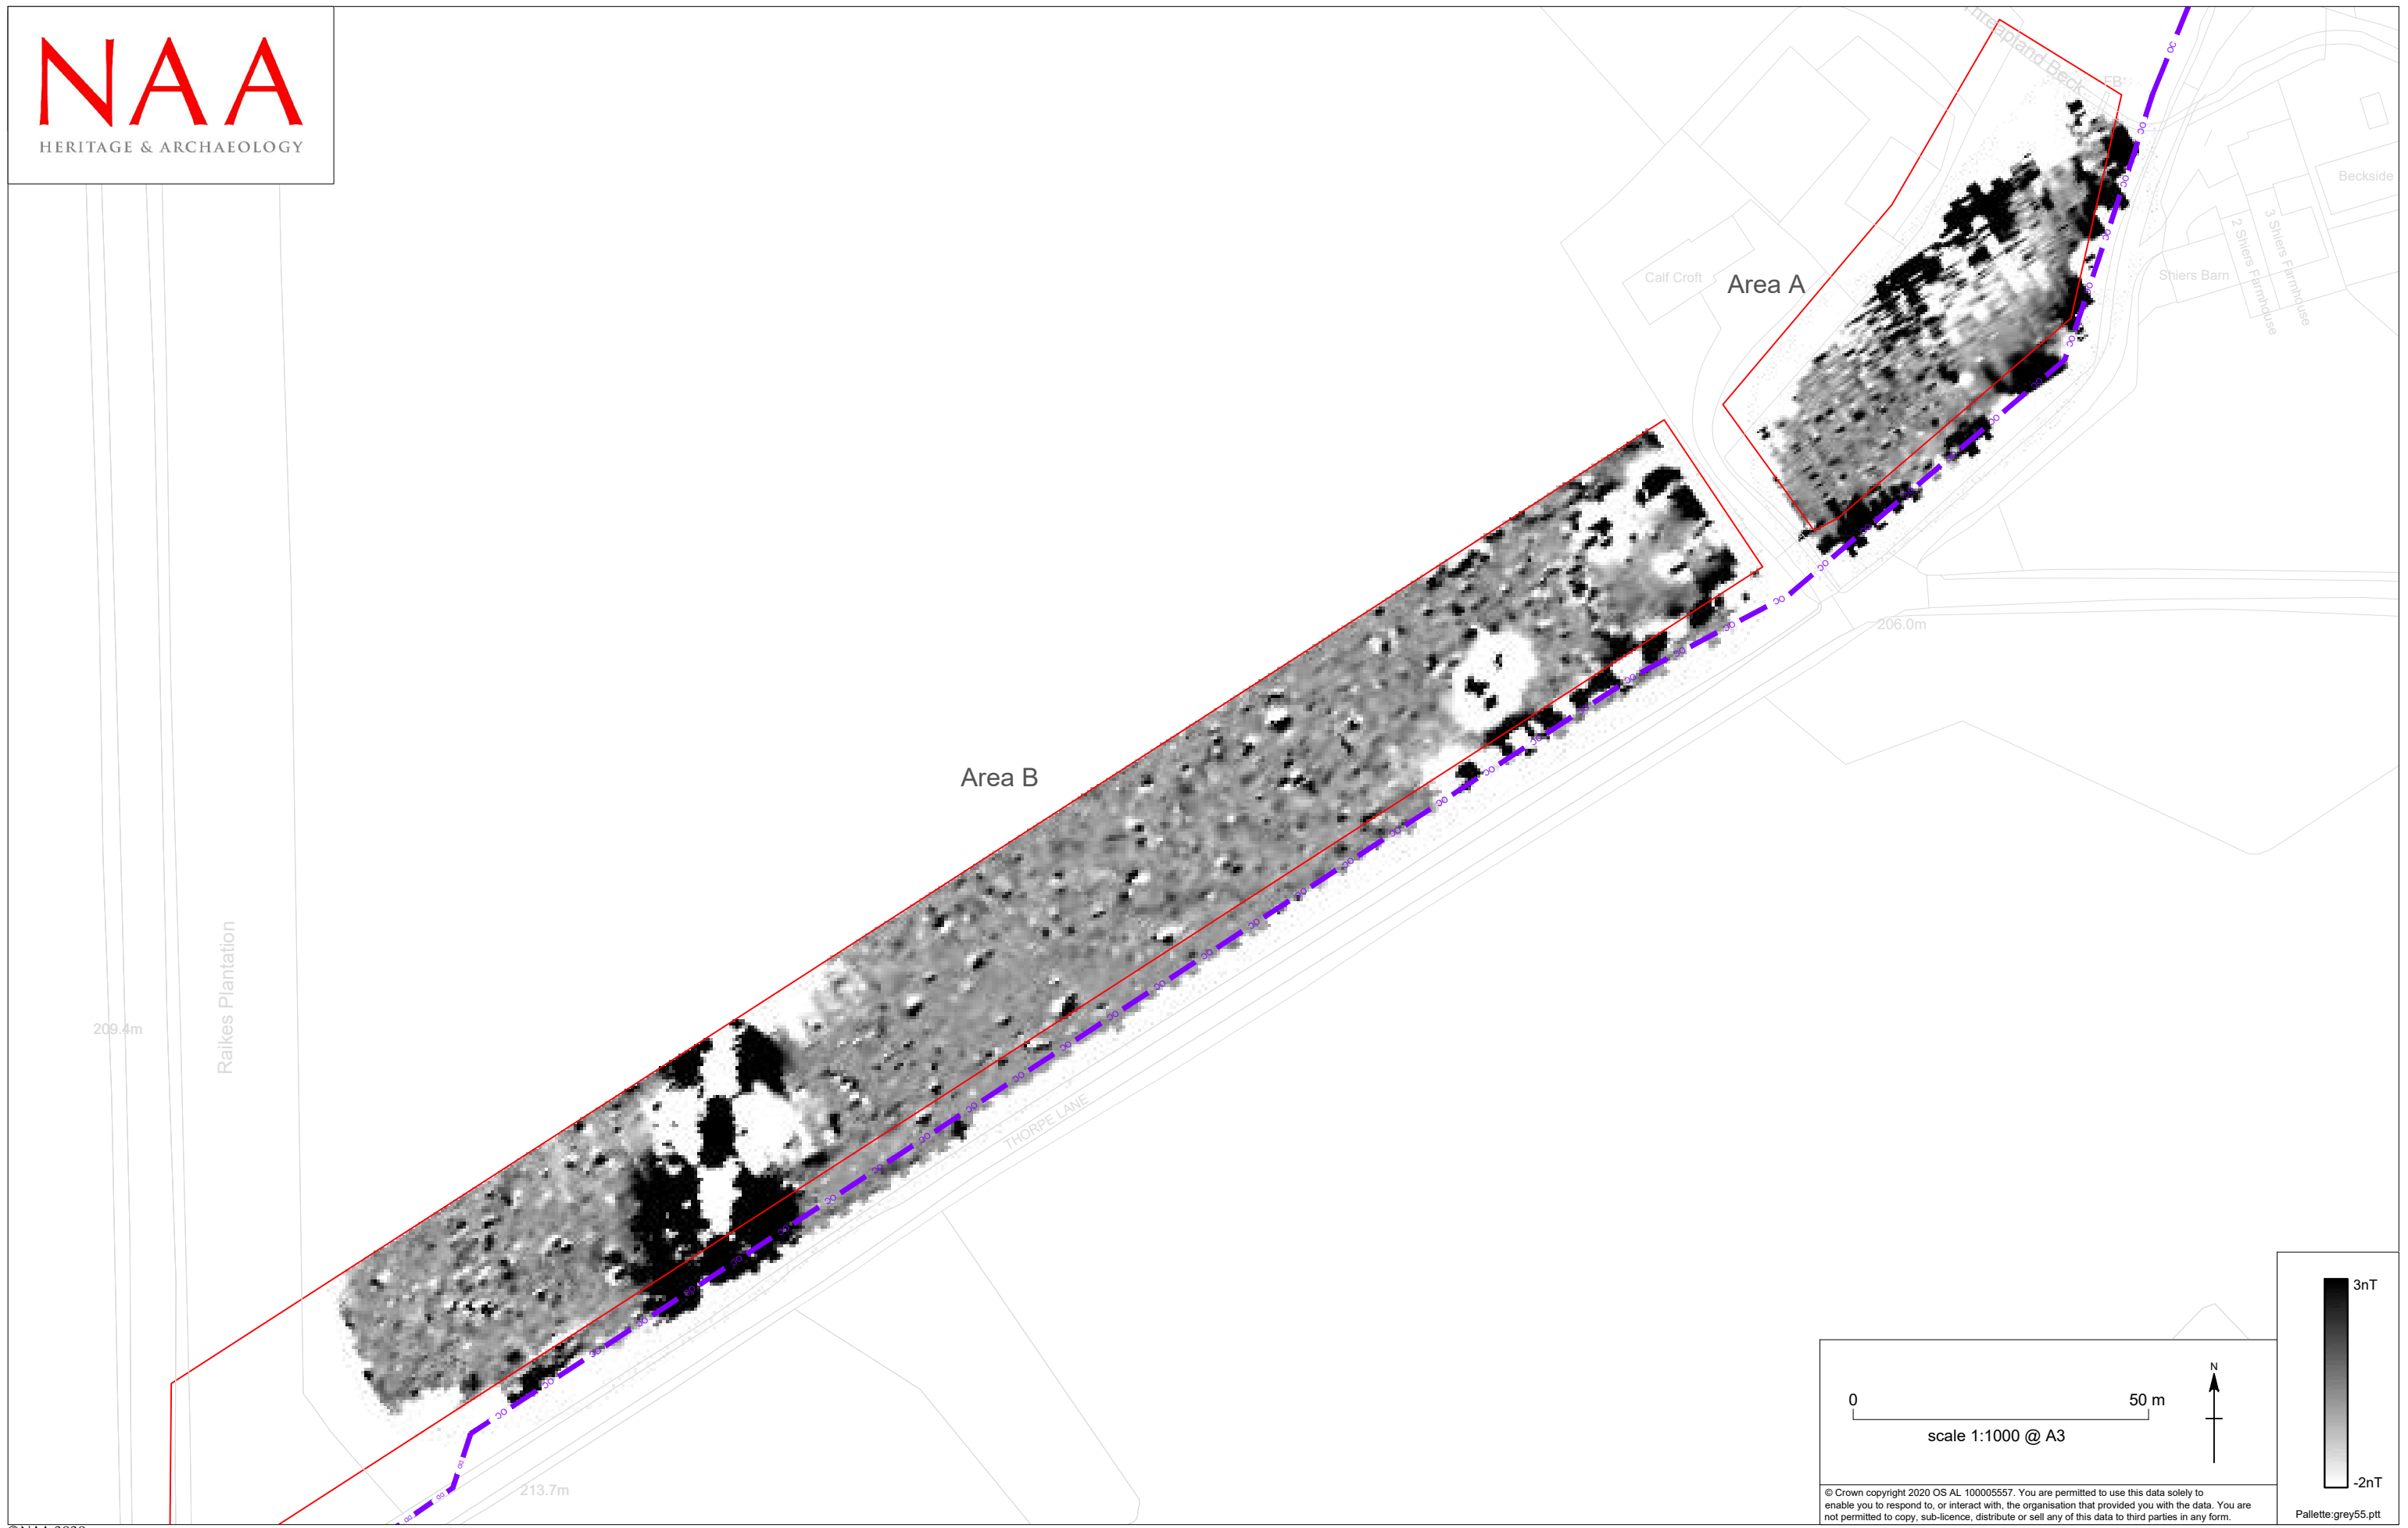 NAA
HERITAGE & ARCHAEOLOGY
Threapland Beck
FB
Beckside
Calf Croft
Area A
Shiers Barn
2 Shiers Farmhouse
3 Shiers Farmhouse
206.0m
Area B
Raikes Plantation
209.4m
THORPE LANE
213.7m
0
50 m
scale 1:1000 @ A3
N
3nT
-2nT
Pallette:grey55.ptt
© Crown copyright 2020 OS AL 100005557. You are permitted to use this data solely to
enable you to respond to, or interact with, the organisation that provided you with the data. You are
not permitted to copy, sub-licence, distribute or sell any of this data to third parties in any form.